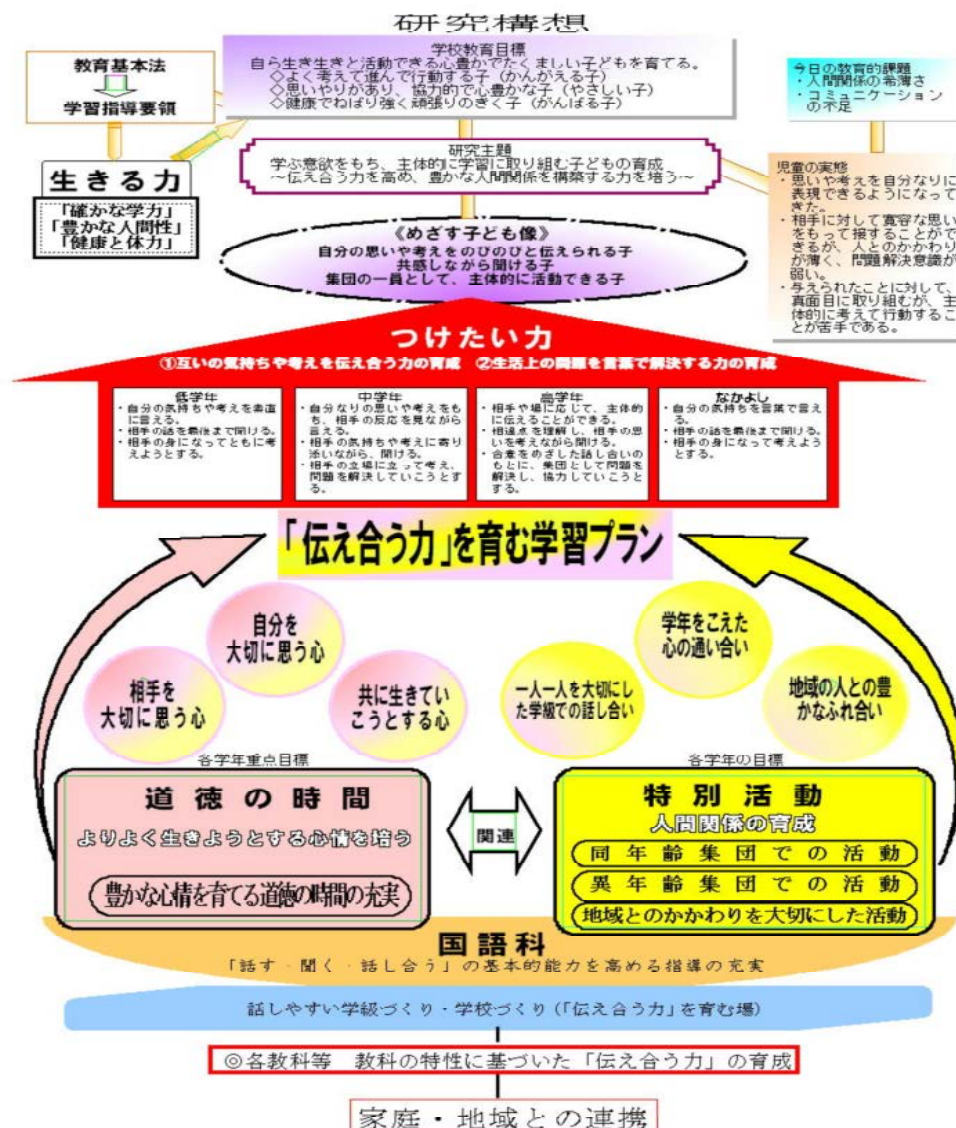 研究構想
教育基本法
学習指導要領
学校教育目標
自ら生き生きと活動できる心豊かでたくましい子どもを育てる。
◇よく考えて進んで行動する子(かんがえる子)
◇思いやりがあり、協力的で心豊かな子(やさしい子)
◇健康でねばり強く頑張りのきく子(がんばる子)
今日の教育的課題
・人間関係の希薄さ
・コミュニケーション
の不足
生きる力
「確かな学力」
「豊かな人間性」
「健康と体力」
研究主題
学ぶ意欲をもち、主体的に学習に取り組む子どもの育成
~伝え合う力を高め、豊かな人間関係を構築する力を培う~
児童の実態
・思いや考えを自分なりに
表現できるようになって
きた。
・相手に対して寛容な思い
をもって接することがで
きるが、人とのかかわり
が薄く、問題解決意識が
弱い。
・与えられたことに対して、
真面目に取り組むが、主
体的に考えて行動するこ
とが苦手である。
《めざす子ども像》
自分の思いや考えをのびのびと伝えられる子
共感しながら聞ける子
集団の一員として、主体的に活動できる子
つけたい力
①互いの気持ちや考えを伝え合う力の育成 ②生活上の問題を言葉で解決する力の育成
低学年
・自分の気持ちや考えを素直
に言える。
・相手の話を最後まで聞ける。
・相手の身になってともに考
えようとする。
中学年
・自分なりの思いや考えをも
ち、相手の反応を見ながら
言える。
・相手の気持ちや考えに寄り
添いながら、聞ける。
・相手の立場に立って考え、
問題を解決していこうとす
る。
高学年
・相手や場に応じて、主体的
に伝えることができる。
・相違点を理解し、相手の思
いを考えながら聞ける。
・合意をめざした話し合いの
もとに、集団として問題を
解決し、協力していこうと
する。
なかよし
・自分の気持ちを言葉で言え
る。
・相手の話を最後まで聞ける。
・相手の身になって考えよう
とする。
「伝え合う力」を育む学習プラン
自分を
大切に思う心
相手を
大切に思う心
共に生きてい
こうとする心
学年をこえた
心の通い合い
一人一人を大切にし
た学級での話し合い
地域の人との豊
かなふれ合い
各学年重点目標
道徳の時間
よりよく生きようとする心情を培う
豊かな心情を育てる道徳の時間の充実
関連
各学年の目標
特別活動
人間関係の育成
同年齢集団での活動
異年齢集団での活動
地域とのかかわりを大切にした活動
国語科
「話す・聞く・話し合う」の基本的能力を高める指導の充実
話しやすい学級づくり・学校づくり(「伝え合う力」を育む場)
◎各教科等 教科の特性に基づいた「伝え合う力」の育成
家庭・地域との連携